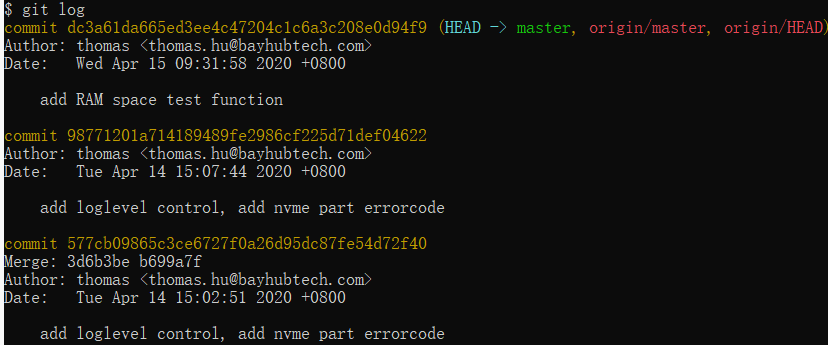 $ git log
commit dc3a61da665ed3ee4c47204c1c6a3c208e0d94f9 (HEAD -> master, origin/master, origin/HEAD)
Author: thomas <thomas.hu@bayhubtech.com>
Date:   Wed Apr 15 09:31:58 2020 +0800
    add RAM space test function
commit 98771201a714189489fe2986cf225d71def04622
Author: thomas <thomas.hu@bayhubtech.com>
Date:   Tue Apr 14 15:07:44 2020 +0800
    add loglevel control, add nvme part errorcode
commit 577cb09865c3ce6727f0a26d95dc87fe54d72f40
Merge: 3d6b3be b699a7f
Author: thomas <thomas.hu@bayhubtech.com>
Date:   Tue Apr 14 15:02:51 2020 +0800
    add loglevel control, add nvme part errorcode